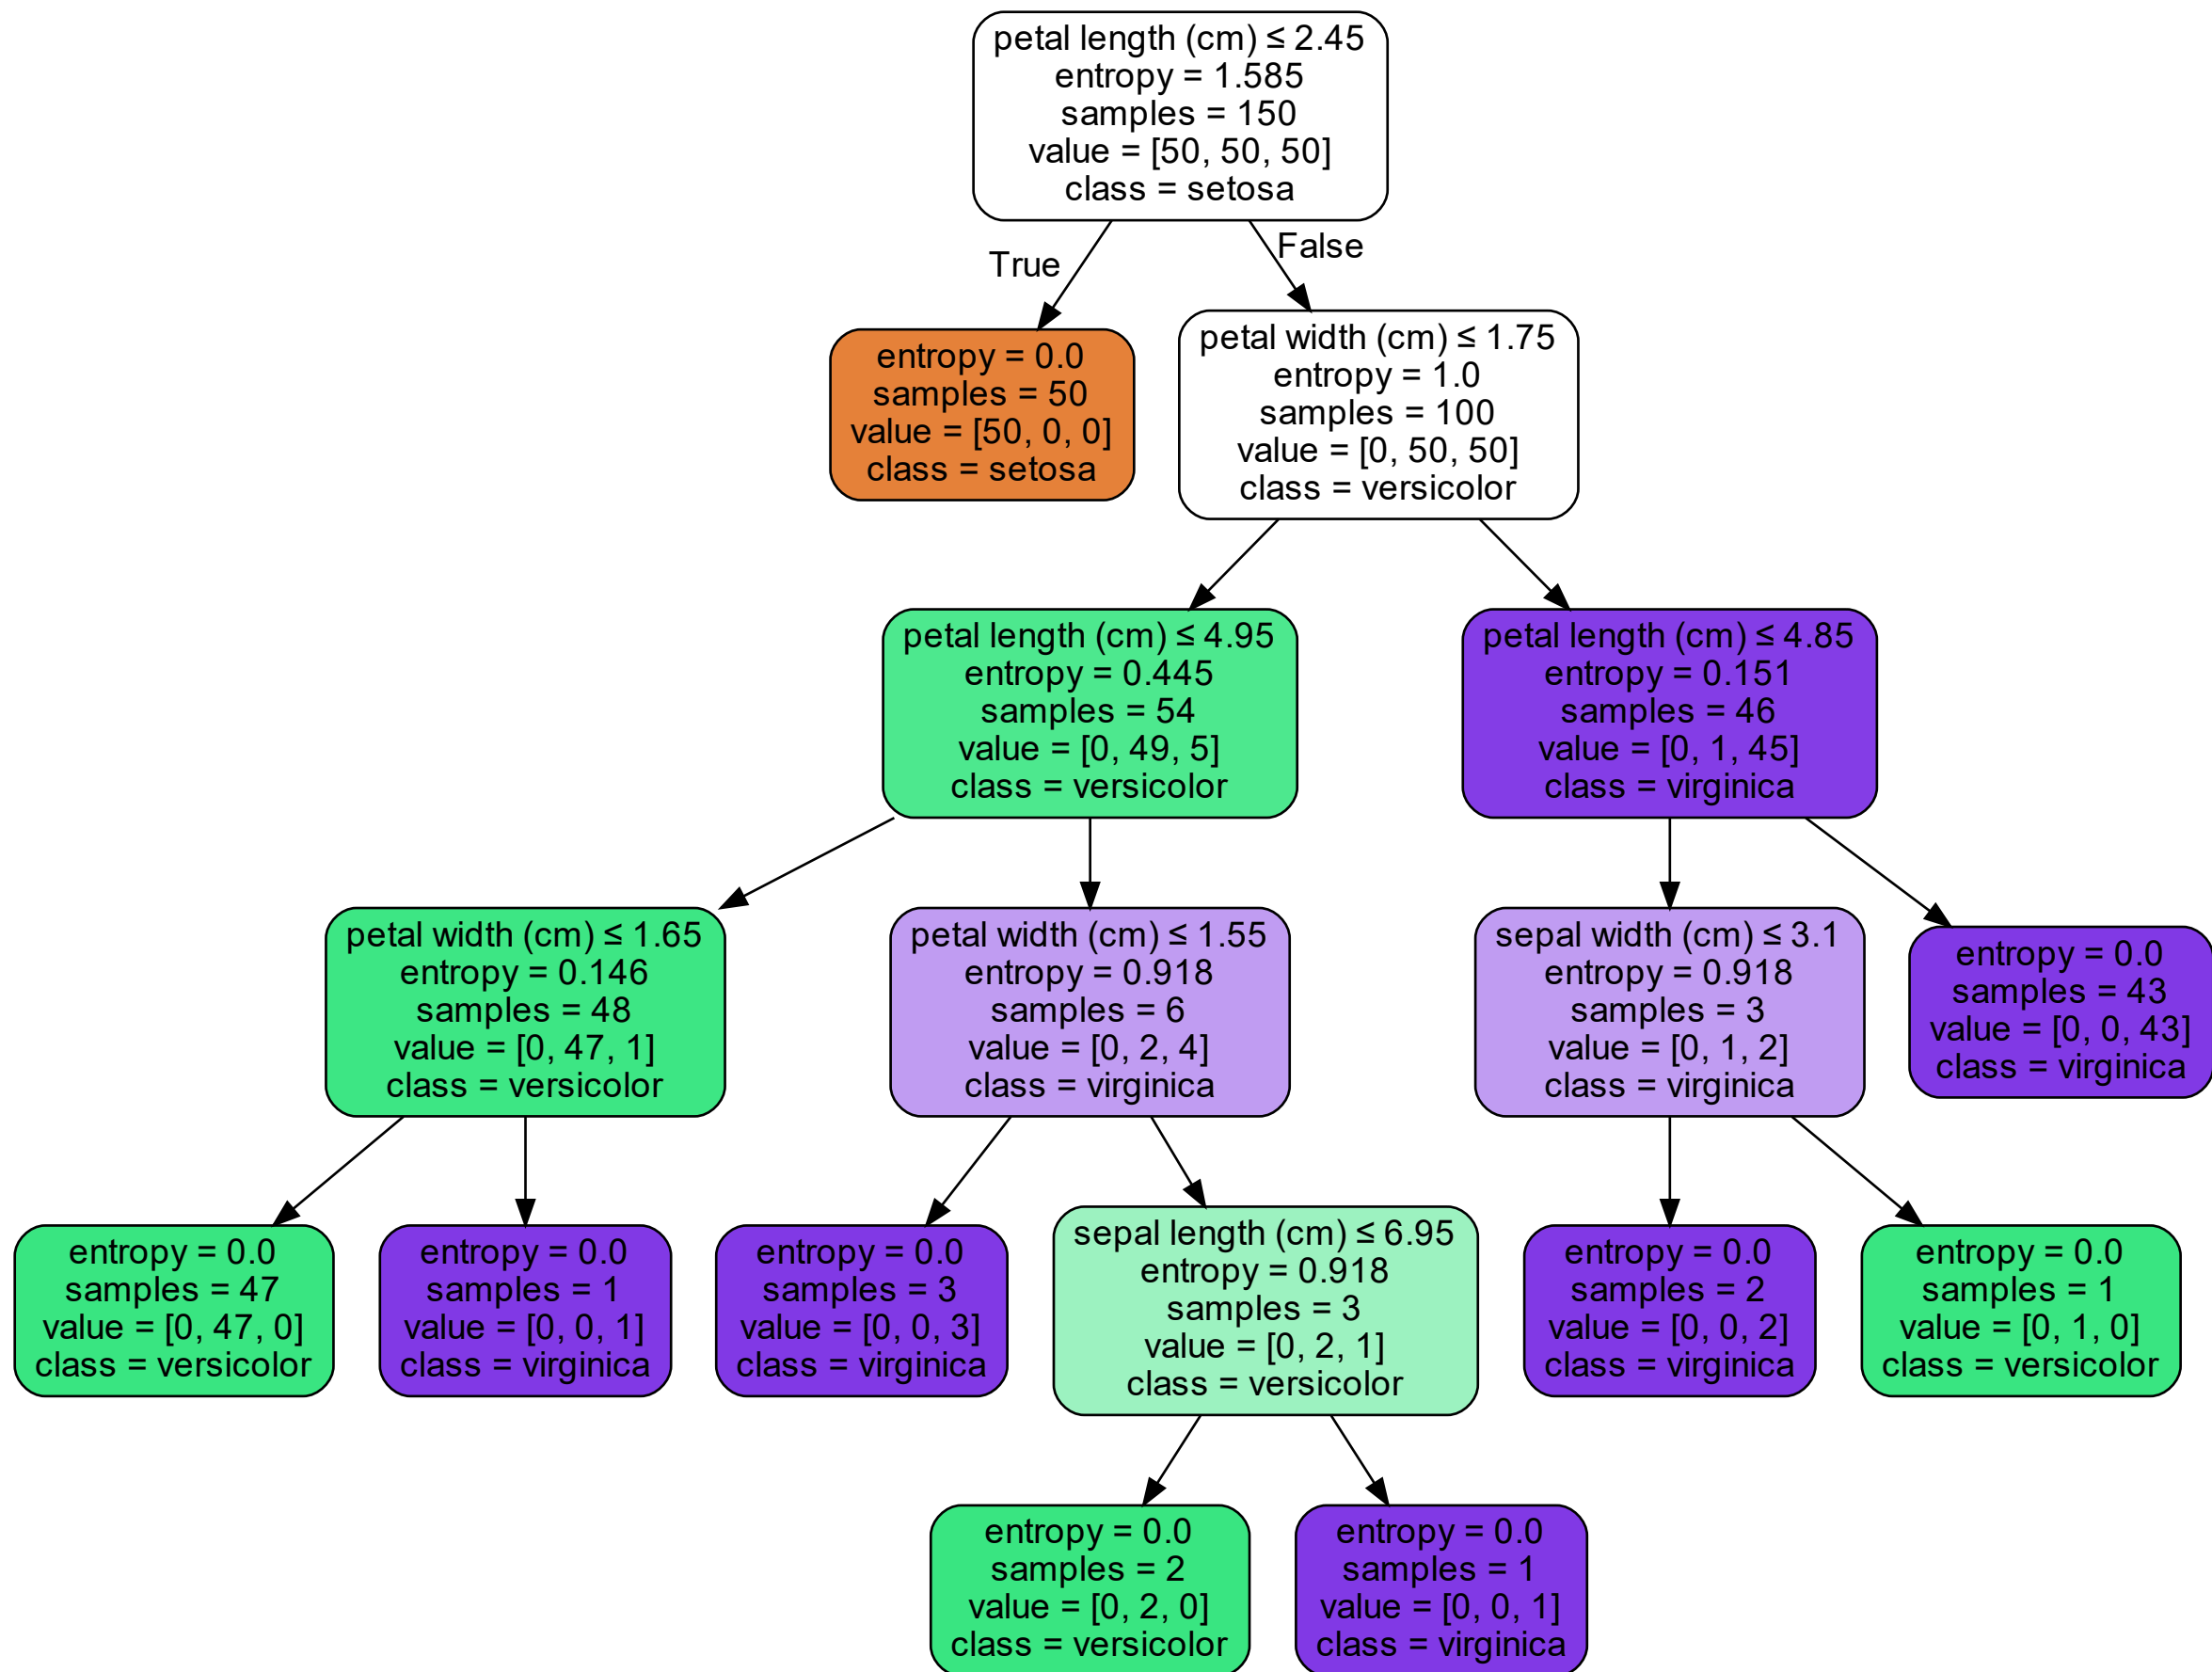 petal length (cm) ≤ 2.45
entropy = 1.585
samples = 150
value = [50, 50, 50]
class = setosa
True
False
entropy = 0.0
samples = 50
value = [50, 0, 0]
class = setosa
petal width (cm) ≤ 1.75
entropy = 1.0
samples = 100
value = [0, 50, 50]
class = versicolor
petal length (cm) ≤ 4.95
entropy = 0.445
samples = 54
value = [0, 49, 5]
class = versicolor
petal length (cm) ≤ 4.85
entropy = 0.151
samples = 46
value = [0, 1, 45]
class = virginica
petal width (cm) ≤ 1.65
entropy = 0.146
samples = 48
value = [0, 47, 1]
class = versicolor
petal width (cm) ≤ 1.55
entropy = 0.918
samples = 6
value = [0, 2, 4]
class = virginica
sepal width (cm) ≤ 3.1
entropy = 0.918
samples = 3
value = [0, 1, 2]
class = virginica
entropy = 0.0
samples = 43
value = [0, 0, 43]
class = virginica
entropy = 0.0
samples = 47
value = [0, 47, 0]
class = versicolor
entropy = 0.0
samples = 1
value = [0, 0, 1]
class = virginica
entropy = 0.0
samples = 3
value = [0, 0, 3]
class = virginica
sepal length (cm) ≤ 6.95
entropy = 0.918
samples = 3
value = [0, 2, 1]
class = versicolor
entropy = 0.0
samples = 2
value = [0, 0, 2]
class = virginica
entropy = 0.0
samples = 1
value = [0, 1, 0]
class = versicolor
entropy = 0.0
samples = 2
value = [0, 2, 0]
class = versicolor
entropy = 0.0
samples = 1
value = [0, 0, 1]
class = virginica